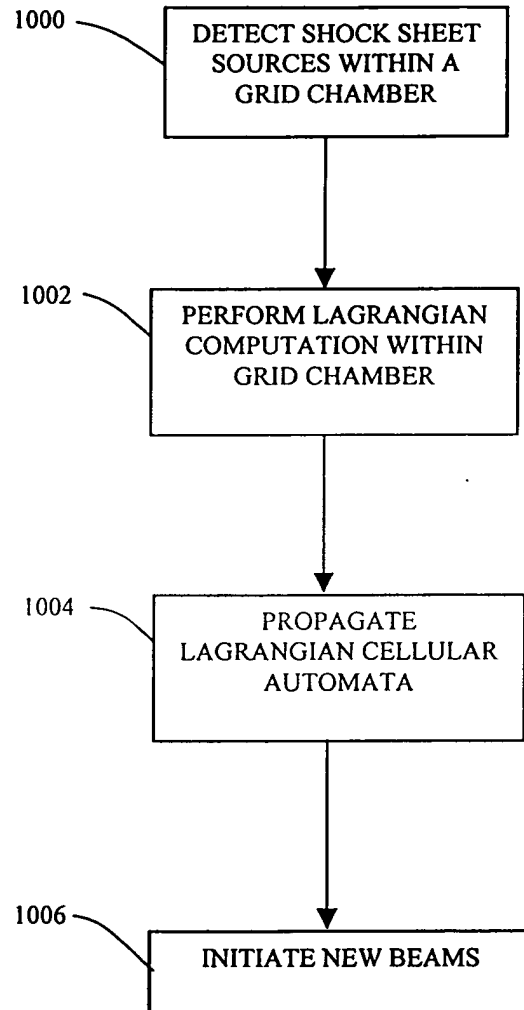 1000
DETECT SHOCK SHEET
SOURCES WITHIN A
GRID CHAMBER
1002
PERFORM LAGRANGIAN
COMPUTATION WITHIN
GRID CHAMBER
1004
PROPAGATE
LAGRANGIAN CELLULAR
AUTOMATA
1006
INITIATE NEW BEAMS